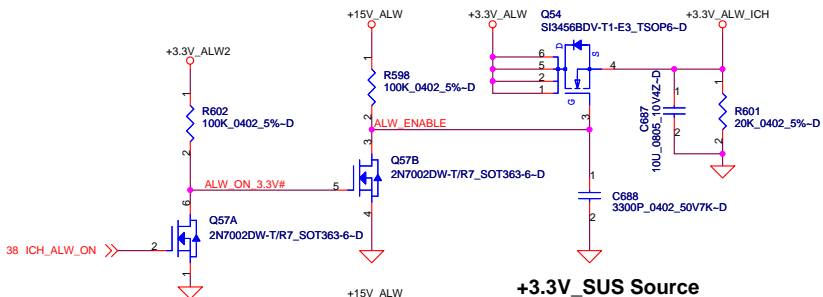 +15V_ALW
+3.3V_ALW
Q54
SI3456BDV-T1-E3_TSOP6~D
+3.3V_ALW_ICH
+3.3V_ALW2
1
R602
100K_0402_5%~D
2
1
R598
100K_0402_5%~D
2
ALW_ENABLE
6
5
2
1
D
S
G
4
3
1
C687
10U_0805_10V4Z~D
2
1
R601
20K_0402_5%~D
2
ALW_ON_3.3V#
5
3
Q57B
2N7002DW-T/R7_SOT363-6~D
4
1
C688
3300P_0402_50V7K~D
2
6
Q57A
2N7002DW-T/R7_SOT363-6~D
38 ICH_ALW_ON
2
1
+15V_ALW
+3.3V_SUS Source